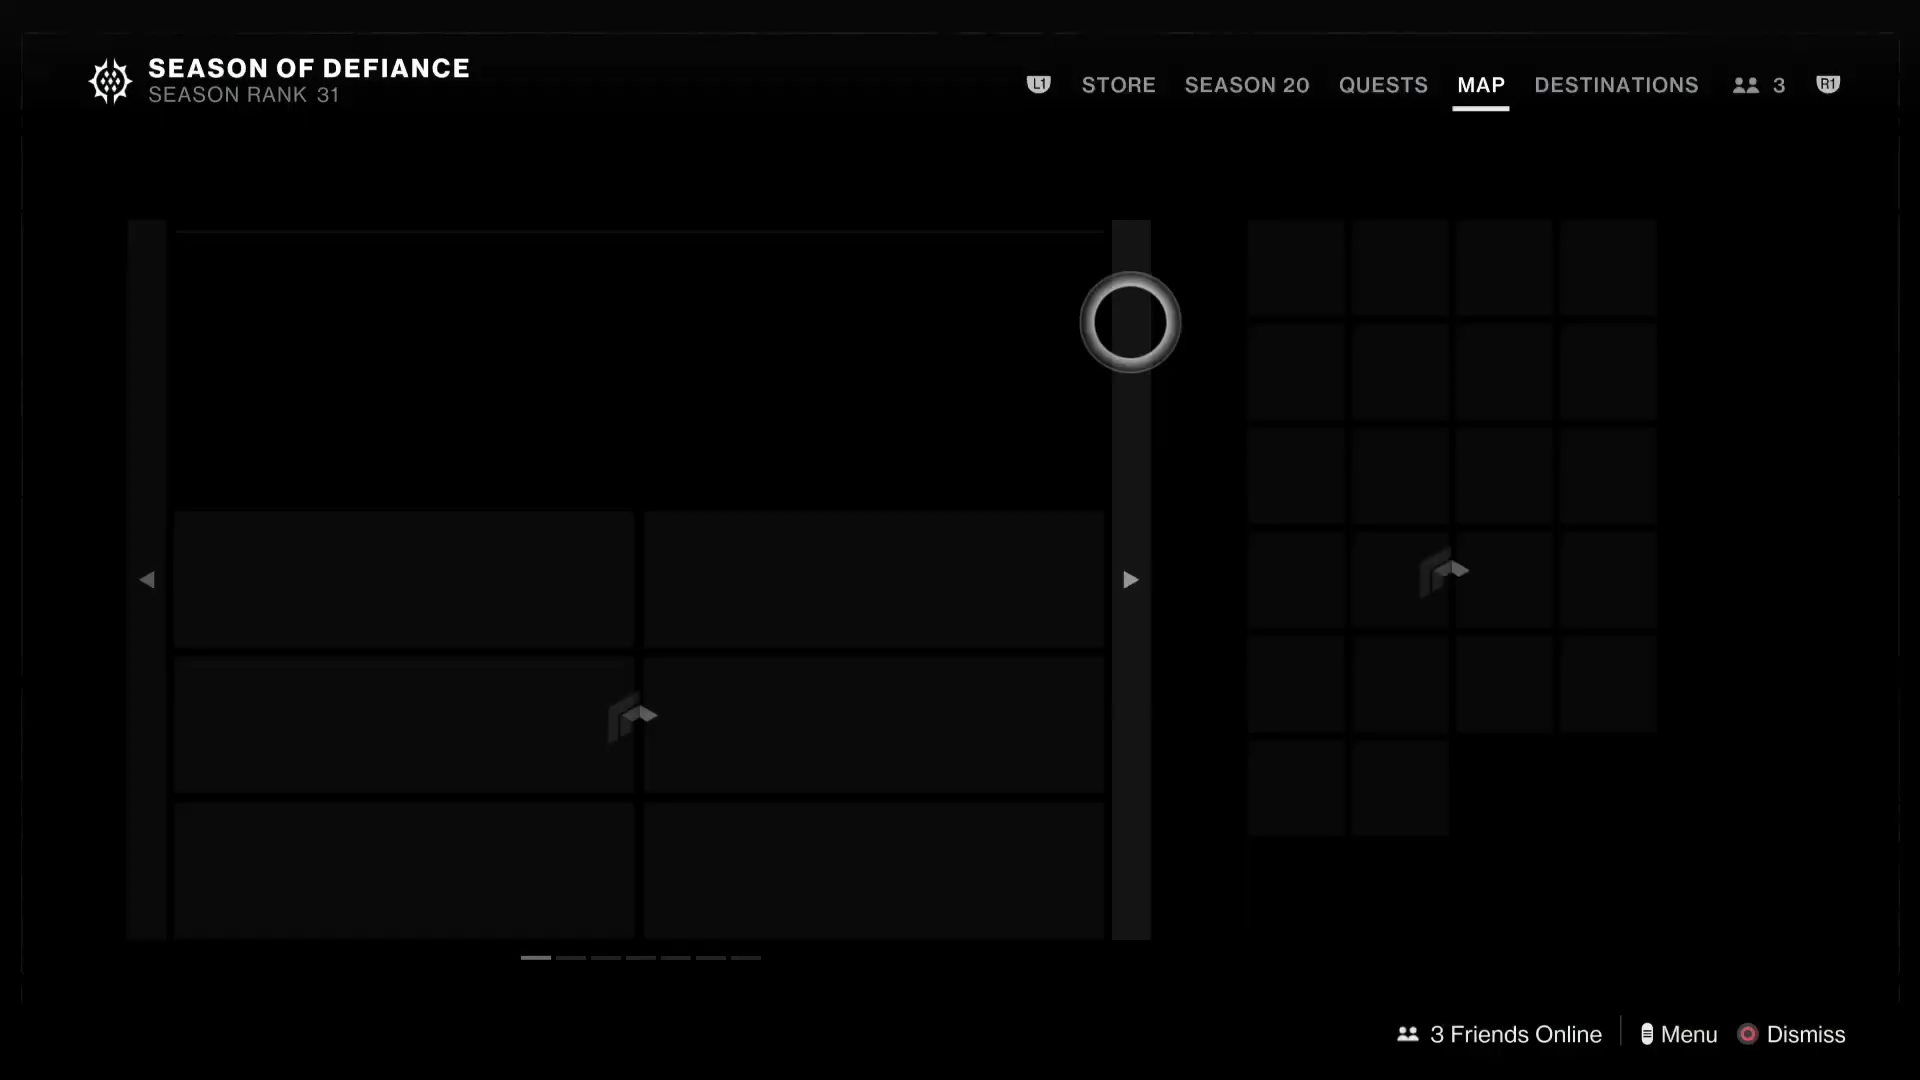 SEASON OF DEFIANCE
SEASON RANK 31
L1 STORE SEASON 20 QUESTS MAP DESTINATIONS 3 R1
3 Friends Online Menu Dismiss